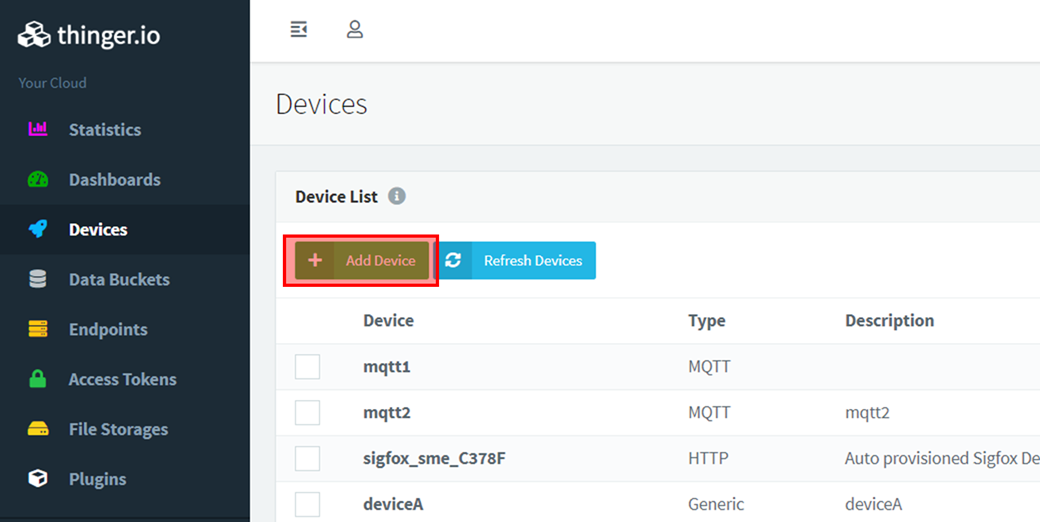 thinger.io
Your Cloud
Statistics
Dashboards
Devices
Data Buckets
Endpoints
Access Tokens
File Storages
Plugins
Devices
Device List
Add Device
Refresh Devices
Device Type Description
mqtt1 MQTT
mqtt2 MQTT mqtt2
sigfox_sme_C378F HTTP Auto provisioned Sigfox De
deviceA Generic deviceA